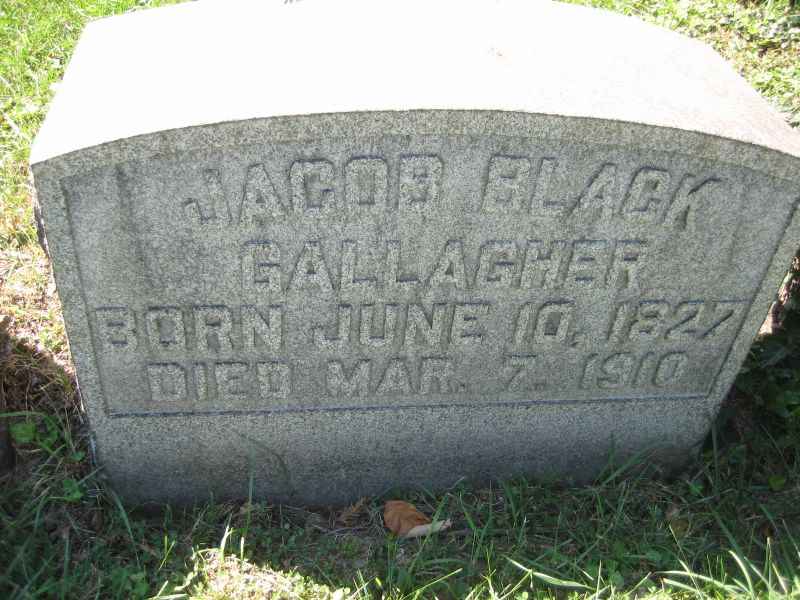 JACOB BLACK
GALLAGHER
BORN JUNE 10, 1827
DIED MAR. 7. 1910